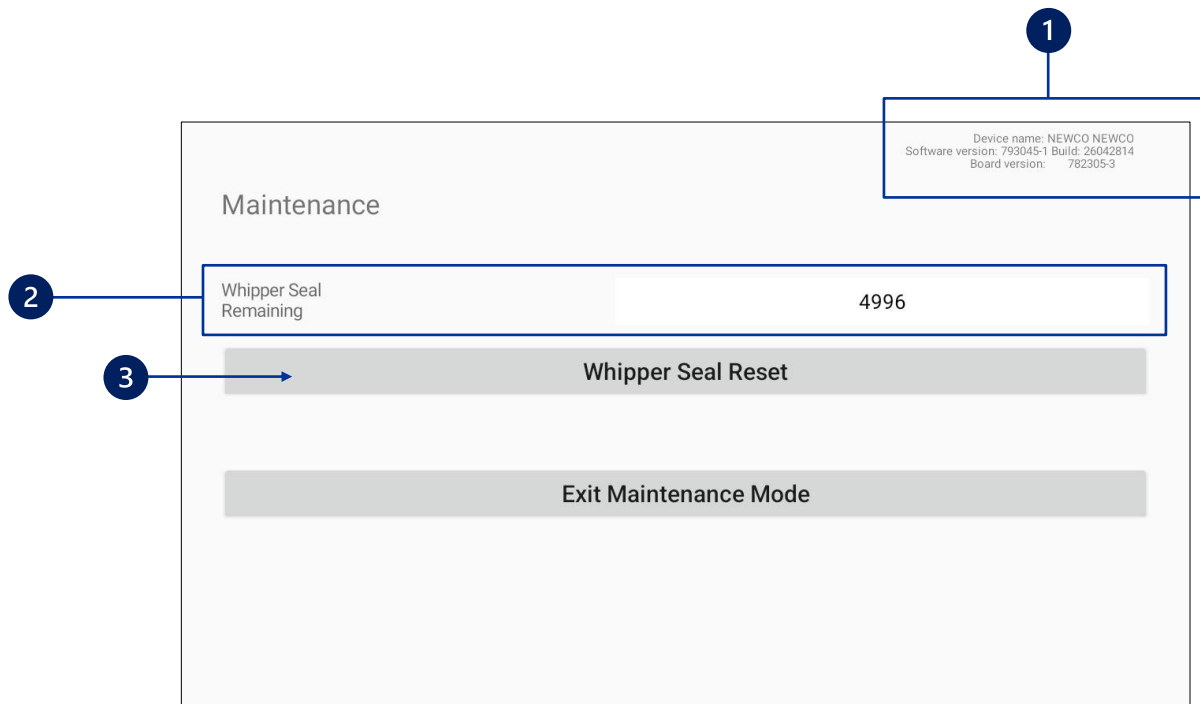 1
Device name: NEWCO NEWCO
Software version: 793045-1 Build: 26042814
Board version: 782305-3
Maintenance
2
Whipper Seal
Remaining
4996
3
Whipper Seal Reset
Exit Maintenance Mode